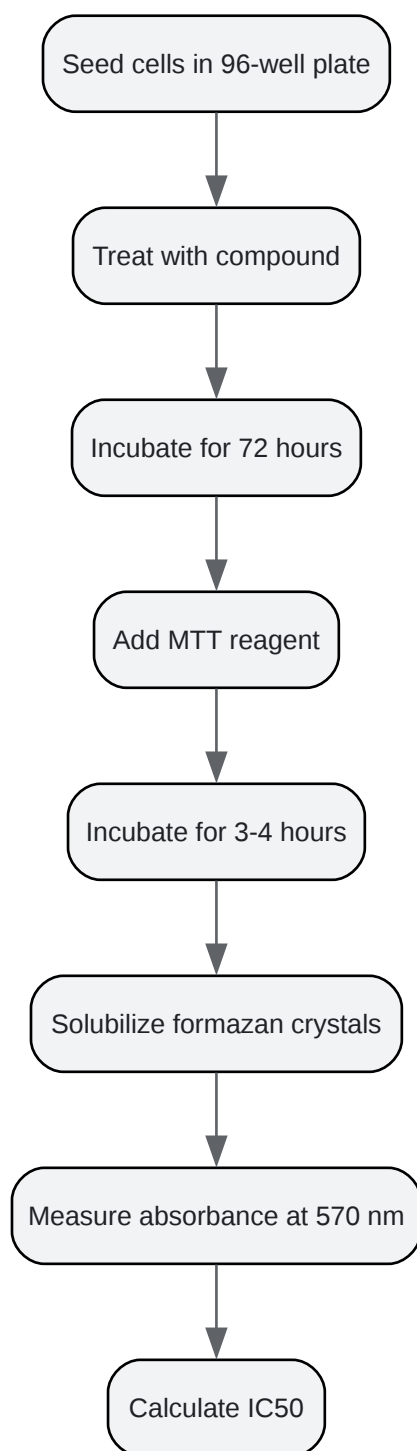 Seed cells in 96-well plate
Treat with compound
Incubate for 72 hours
Add MTT reagent
Incubate for 3-4 hours
Solubilize formazan crystals
Measure absorbance at 570 nm
Calculate IC50